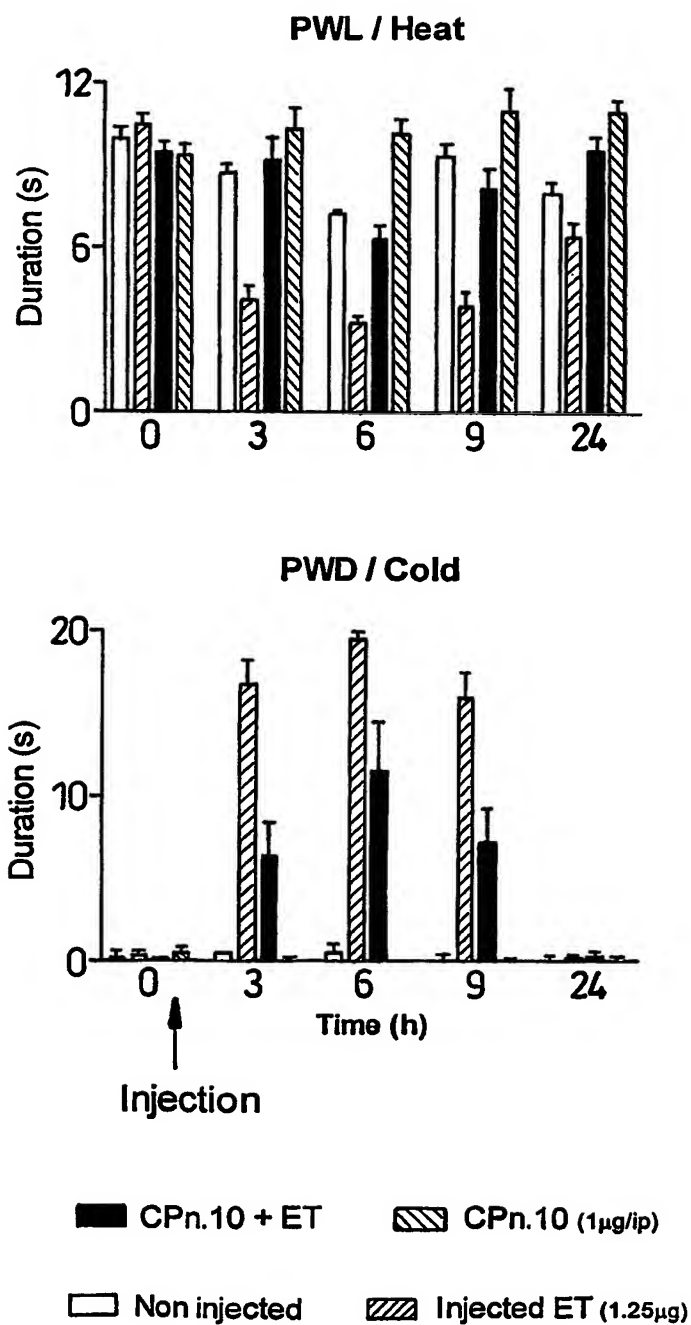 PWL / Heat
12
6
0
Duration (s)
0 3 6 9 24
PWD / Cold
20
10
0
Duration (s)
0 3 6 9 24
Time (h)
Injection
CPn.10 + ET CPn.10 (1µg/ip)
Non injected Injected ET (1.25µg)